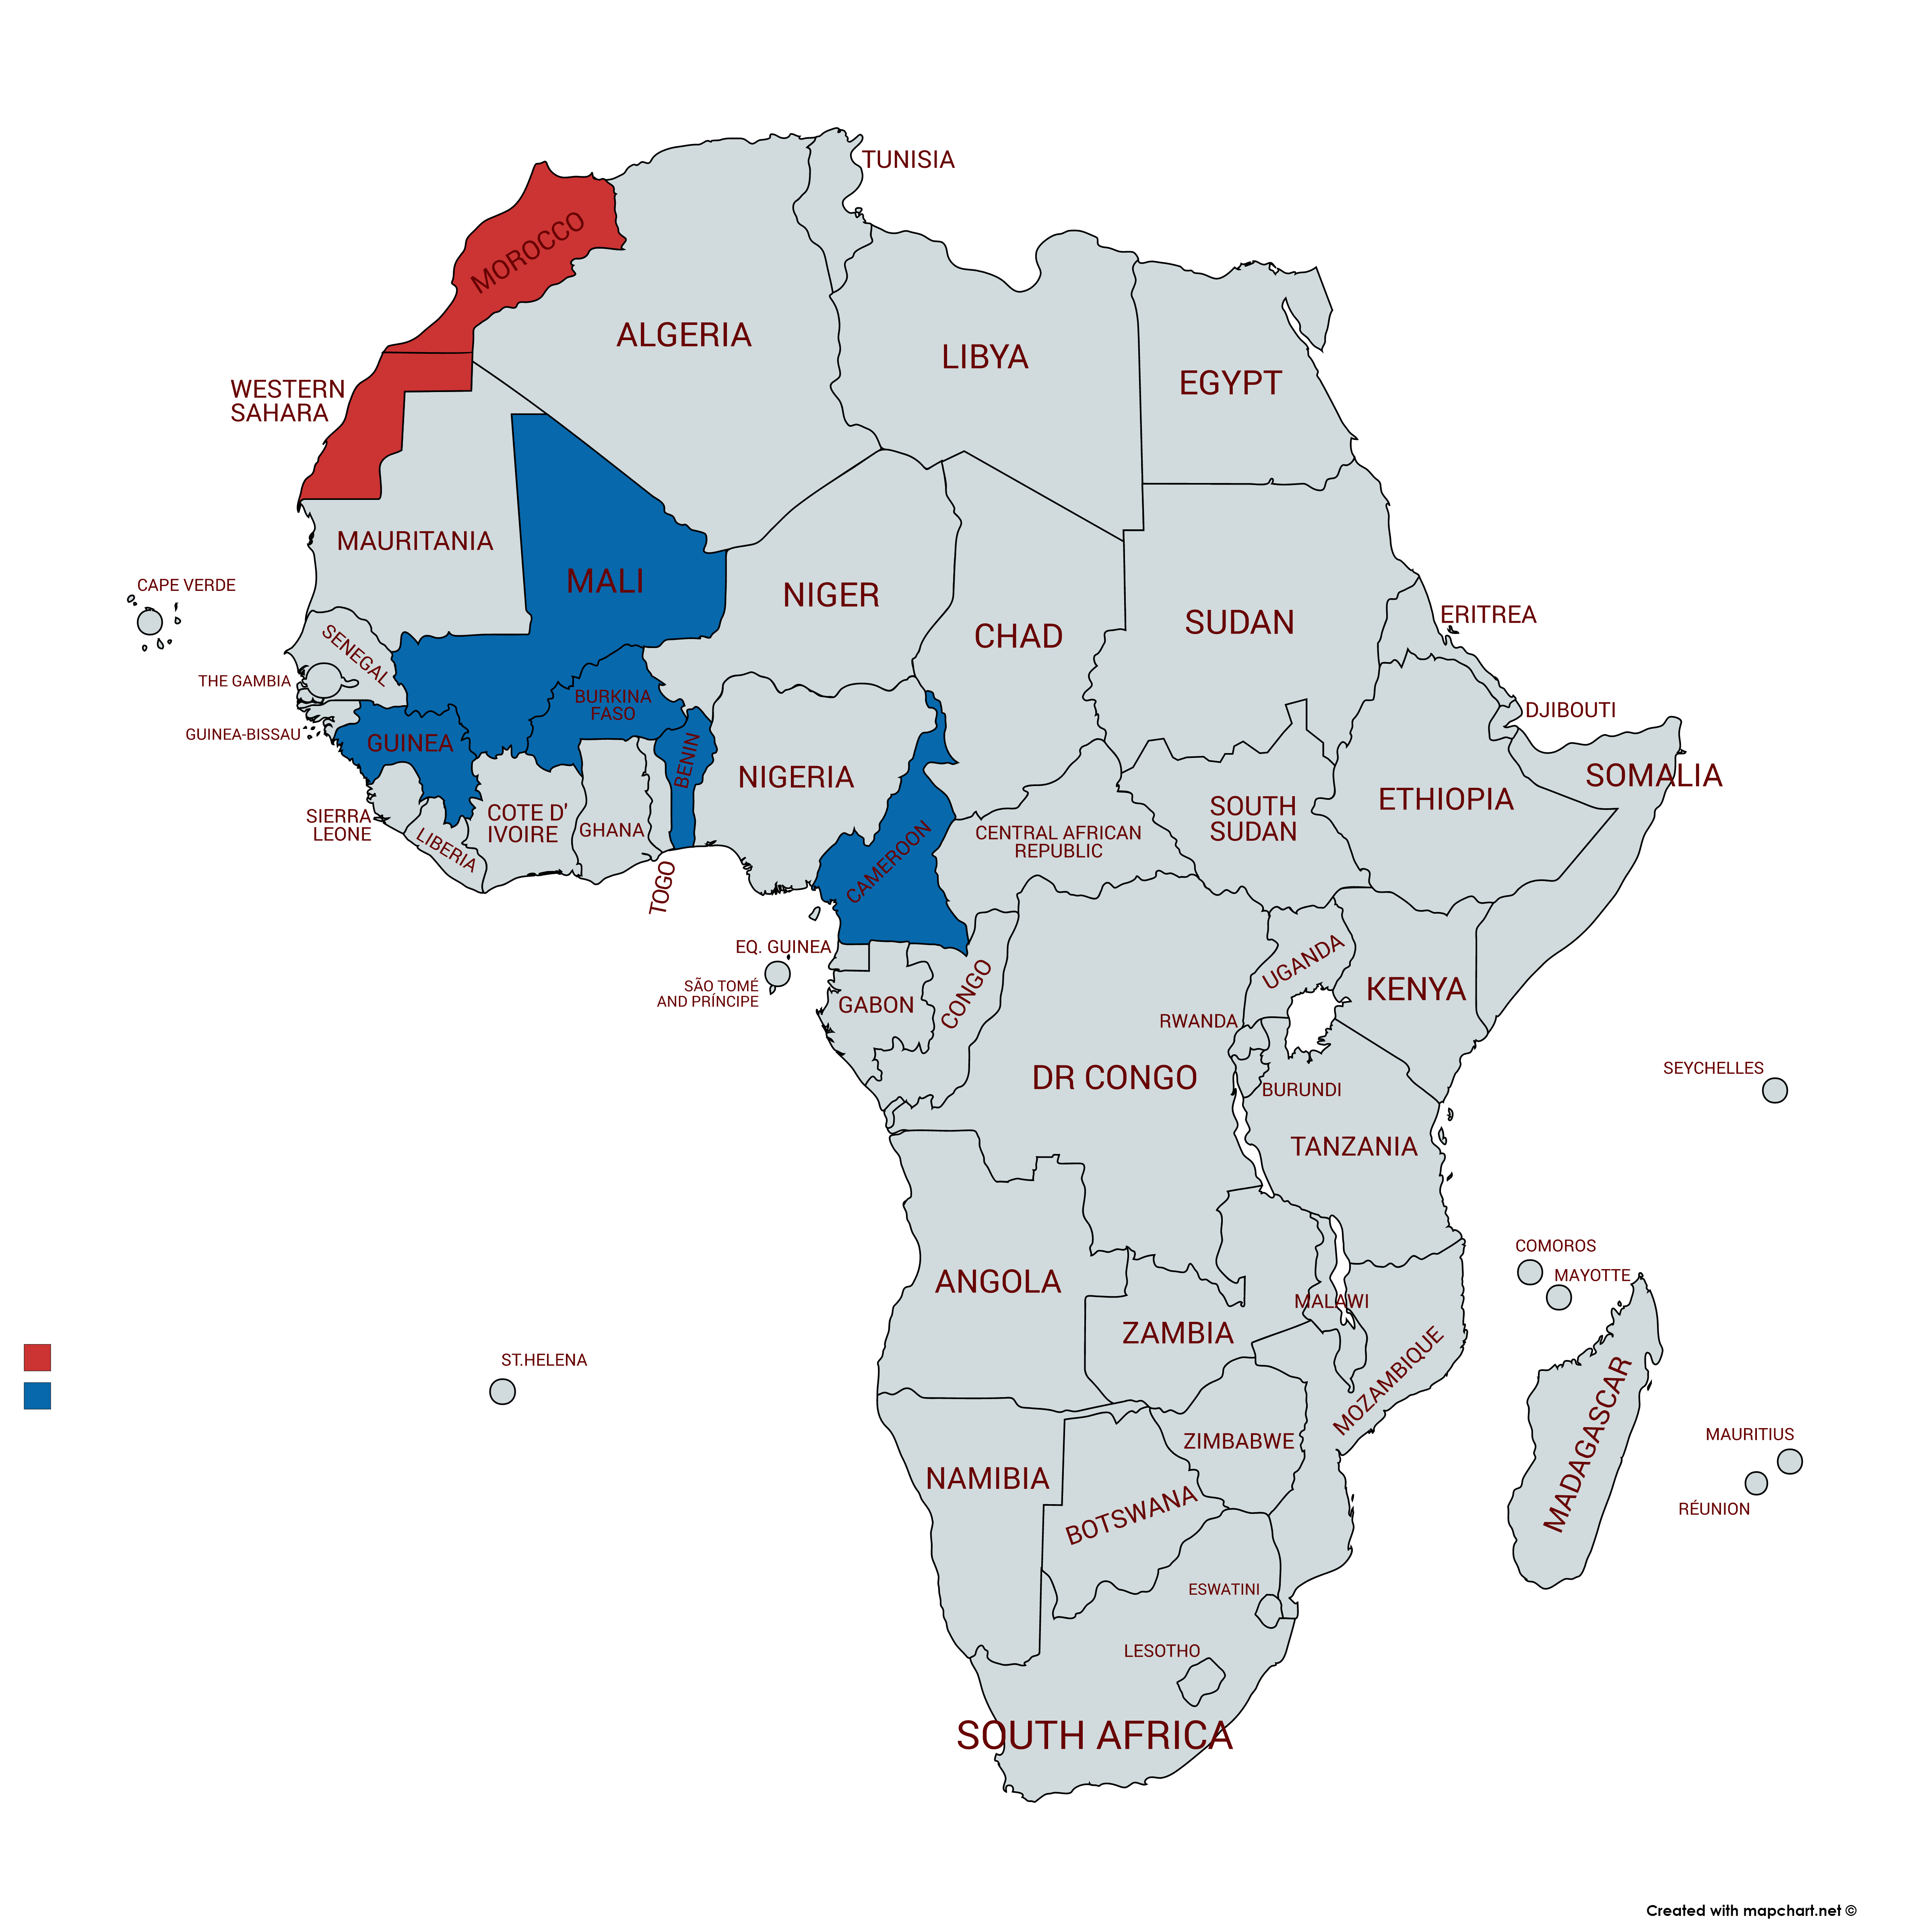 TUNISIA
MOROCCO
ALGERIA
LIBYA
EGYPT
WESTERN
SAHARA
MAURITANIA
MALI
NIGER
CHAD
SUDAN
ERITREA
CAPE VERDE
SENEGAL
THE GAMBIA
GUINEA-BISSAU
GUINEA
BURKINA
FASO
BENIN
NIGERIA
DJIBOUTI
SOMALIA
ETHIOPIA
SOUTH
SUDAN
SIERRA
LEONE
LIBERIA
COTE D'
IVOIRE
GHANA
TOGO
CAMEROON
CENTRAL AFRICAN
REPUBLIC
EQ. GUINEA
SÃO TOMÉ
AND PRÍNCIPE
GABON
CONGO
UGANDA
KENYA
RWANDA
DR CONGO
BURUNDI
TANZANIA
SEYCHELLES
COMOROS
MAYOTTE
ANGOLA
ZAMBIA
MALAWI
MOZAMBIQUE
MADAGASCAR
ST.HELENA
MAURITIUS
RÉUNION
NAMIBIA
ZIMBABWE
BOTSWANA
ESWATINI
LESOTHO
SOUTH AFRICA
Created with mapchart.net ©